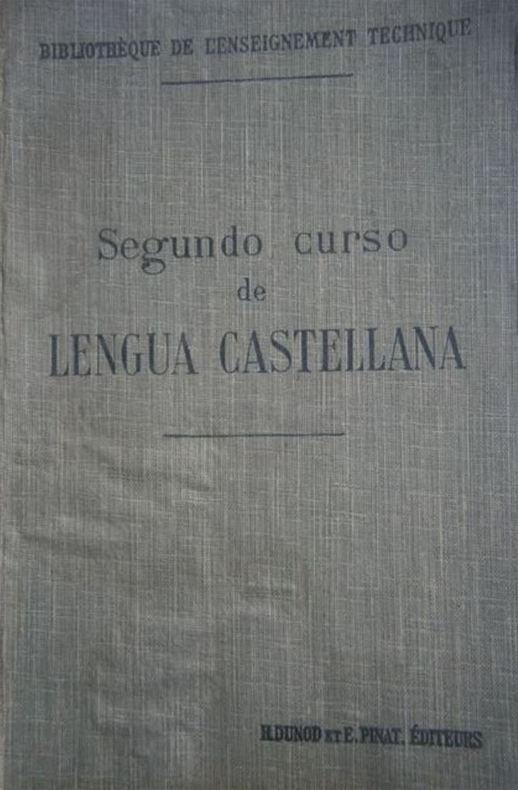 BIBLIOTHÈQUE DE L'ENSEIGNEMENT TECHNIQUE
Segundo curso
de
LENGUA CASTELLANA
H. DUNOD ET E. PINAT, ÉDITEURS